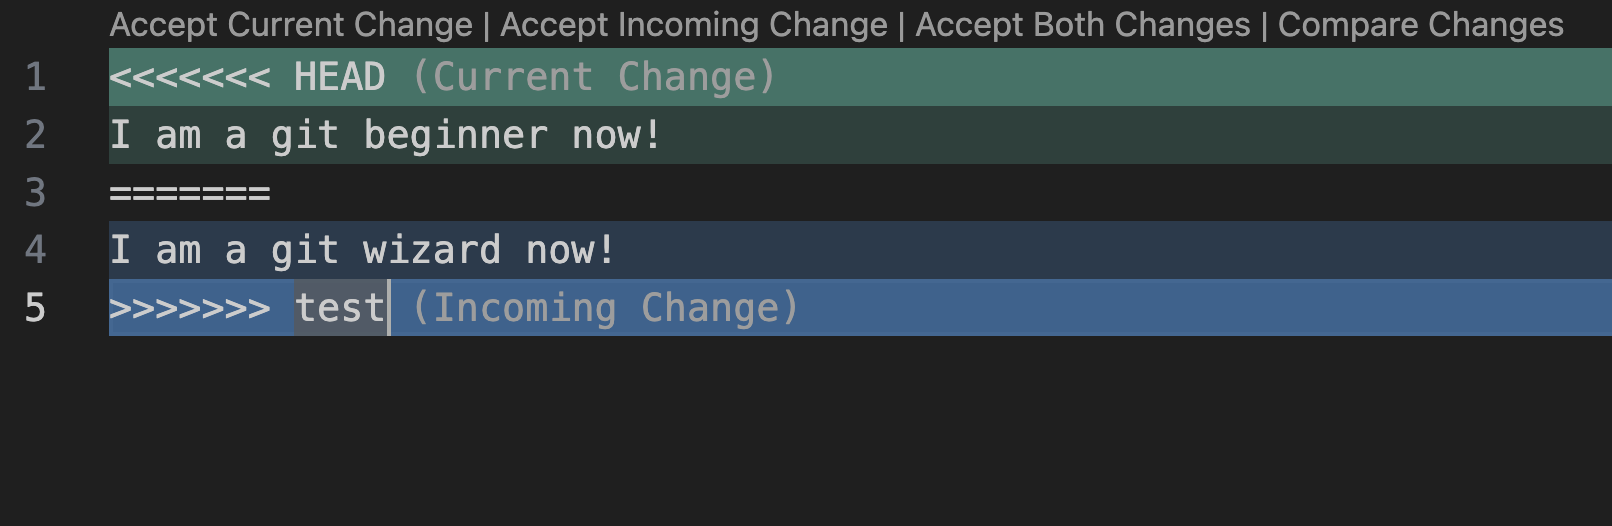 Accept Current Change | Accept Incoming Change | Accept Both Changes | Compare Changes
1 <<<<<<< HEAD (Current Change)
2 I am a git beginner now!
3 =======
4 I am a git wizard now!
5 >>>>>>> test (Incoming Change)